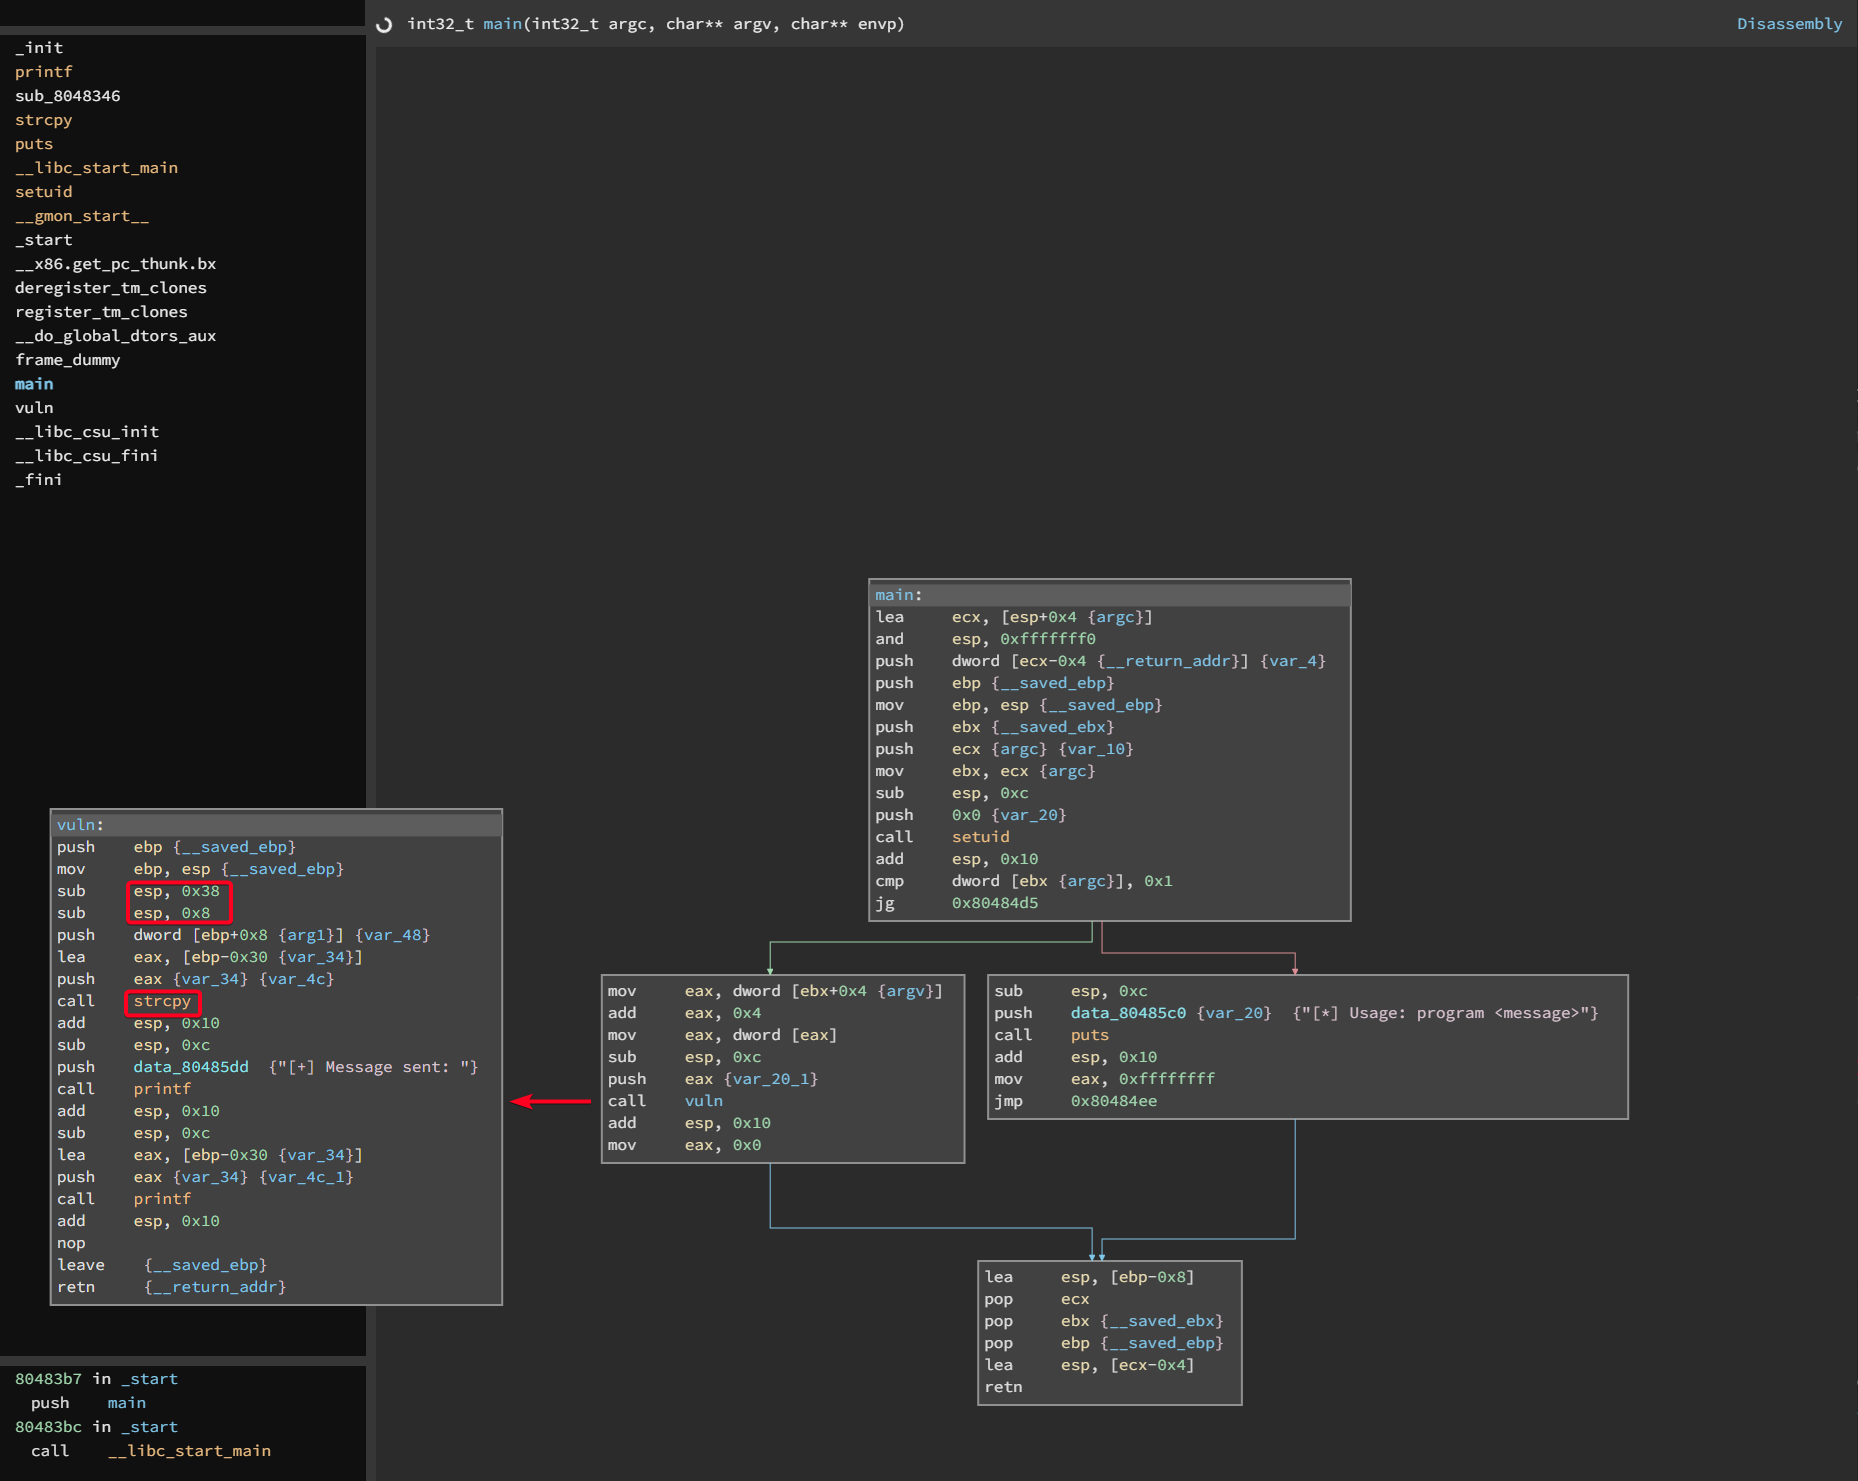 int32_t main(int32_t argc, char** argv, char** envp)
Disassembly
_init
printf
sub_8048346
strcpy
puts
__libc_start_main
setuid
__gmon_start__
_start
__x86.get_pc_thunk.bx
deregister_tm_clones
register_tm_clones
__do_global_dtors_aux
frame_dummy
main
vuln
__libc_csu_init
__libc_csu_fini
_fini
main:
lea ecx, [esp+0x4 {argc}]
and esp, 0xfffffff0
push dword [ecx-0x4 {__return_addr}] {var_4}
push ebp {__saved_ebp}
mov ebp, esp {__saved_ebp}
push ebx {__saved_ebx}
push ecx {argc} {var_10}
mov ebx, ecx {argc}
sub esp, 0xc
push 0x0 {var_20}
call setuid
add esp, 0x10
cmp dword [ebx {argc}], 0x1
jg 0x80484d5
vuln:
push ebp {__saved_ebp}
mov ebp, esp {__saved_ebp}
sub esp, 0x38
sub esp, 0x8
push dword [ebp+0x8 {arg1}] {var_48}
lea eax, [ebp-0x30 {var_34}]
push eax {var_34} {var_4c}
call strcpy
add esp, 0x10
sub esp, 0xc
push data_80485dd {"[+] Message sent: "}
call printf
add esp, 0x10
sub esp, 0xc
lea eax, [ebp-0x30 {var_34}]
push eax {var_34} {var_4c_1}
call printf
add esp, 0x10
nop
leave {__saved_ebp}
retn {__return_addr}
mov eax, dword [ebx+0x4 {argv}]
add eax, 0x4
mov eax, dword [eax]
sub esp, 0xc
push eax {var_20_1}
call vuln
add esp, 0x10
mov eax, 0x0
sub esp, 0xc
push data_80485c0 {var_20} {"[*] Usage: program <message>"}
call puts
add esp, 0x10
mov eax, 0xffffffff
jmp 0x80484ee
lea esp, [ebp-0x8]
pop ecx
pop ebx {__saved_ebx}
pop ebp {__saved_ebp}
lea esp, [ecx-0x4]
retn
80483b7 in _start
push main
80483bc in _start
call __libc_start_main